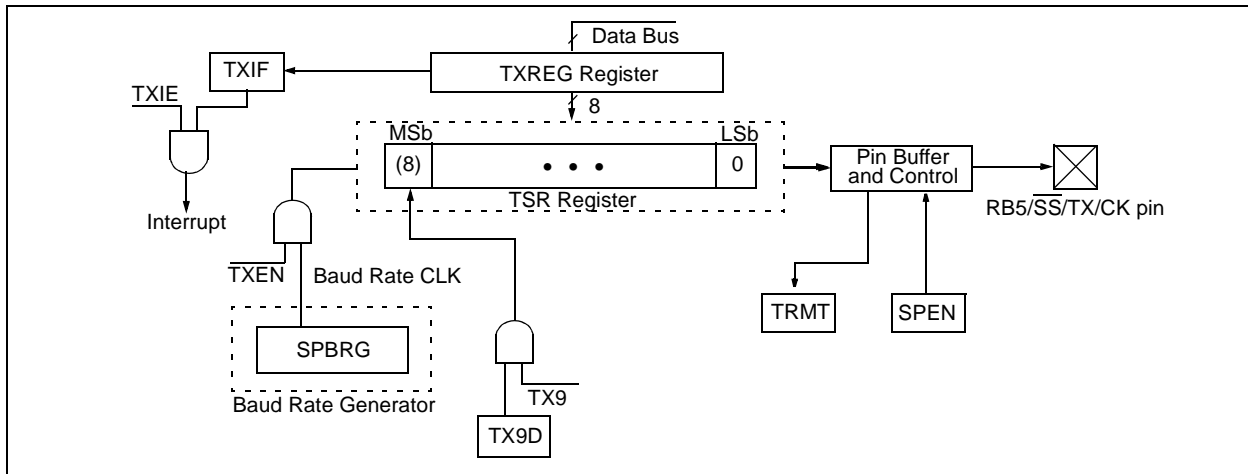 Data Bus
TXIF
TXREG Register
TXIE
8
MSb
LSb
(8)
• • •
0
Pin Buffer
and Control
TSR Register
Interrupt
RB5/SS/TX/CK pin
TXEN
Baud Rate CLK
TRMT
SPEN
SPBRG
TX9
Baud Rate Generator
TX9D